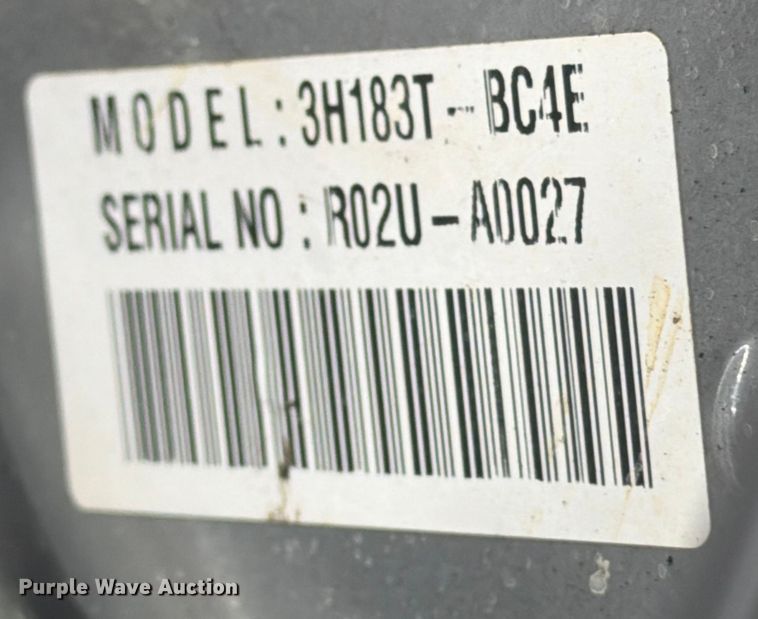 MODEL: 3H183T-BC4E
SERIAL NO: R02U-A0027
Purple Wave Auction